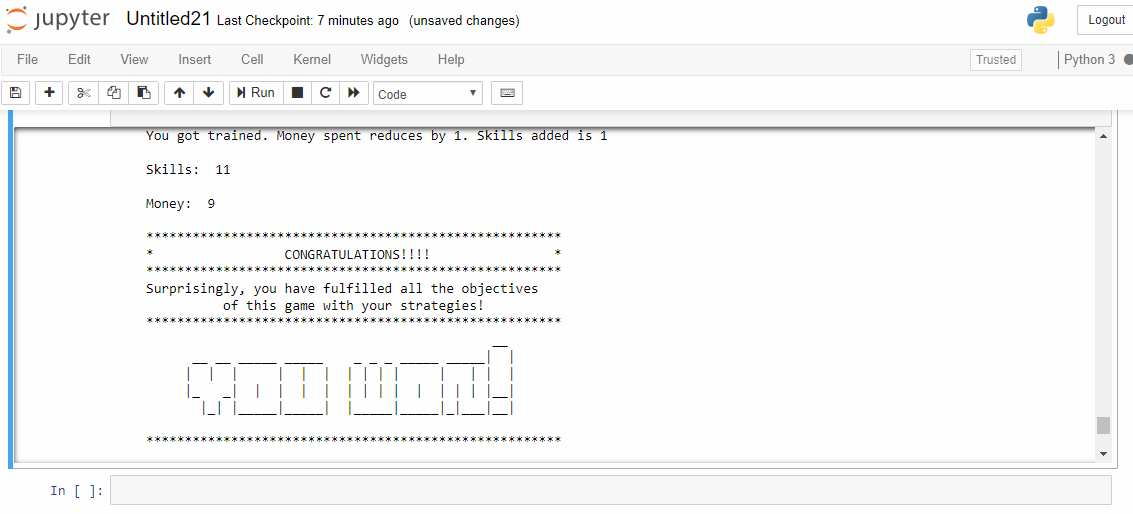 jupyter Untitled21 Last Checkpoint: 7 minutes ago (unsaved changes) Logout
File Edit View Insert Cell Kernel Widgets Help Trusted Python 3
Run Code
You got trained. Money spent reduces by 1. Skills added is 1
Skills: 11
Money: 9
******************************************************
* CONGRATULATIONS!!!! *
******************************************************
Surprisingly, you have fulfilled all the objectives
of this game with your strategies!
******************************************************
you won!
******************************************************
In [ ]: